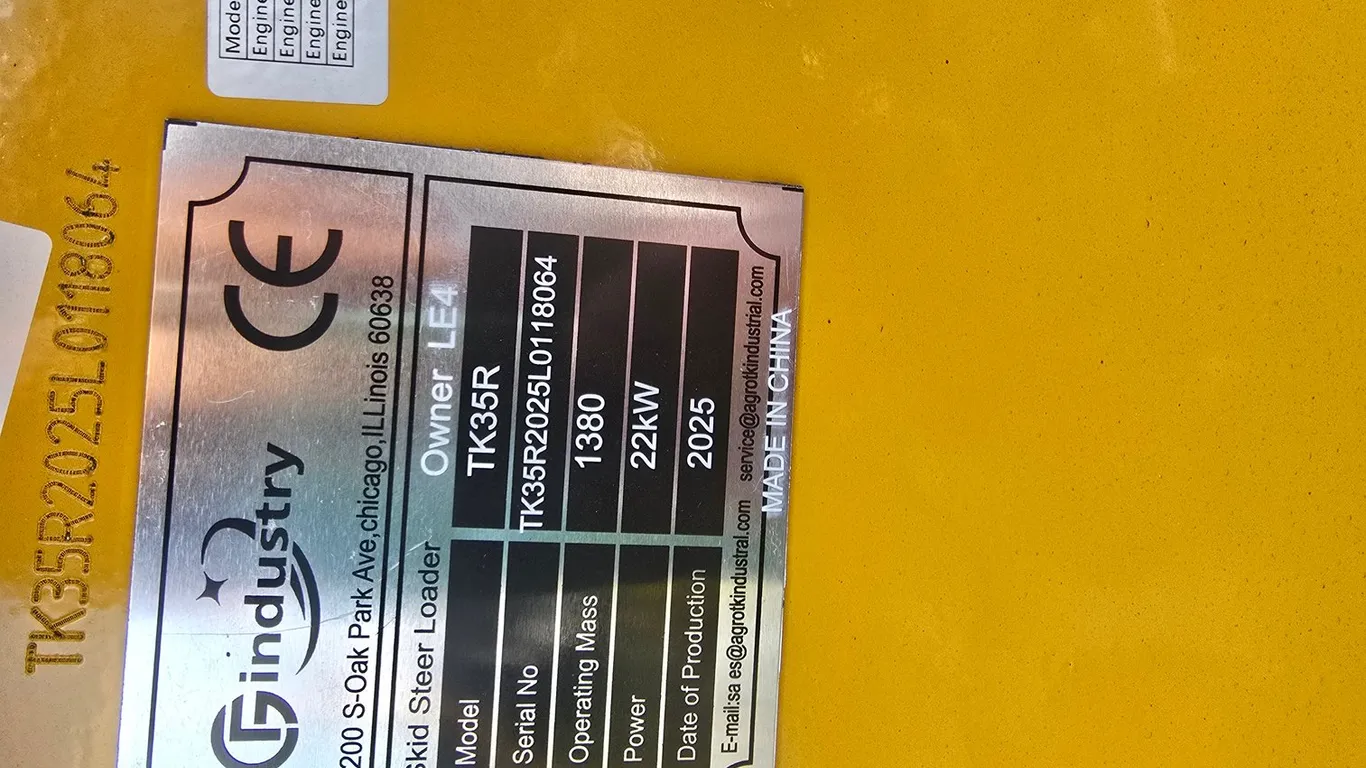 Mode
Engine
Engine
Engine
Engine
TK35R2025L0118064
industry
CE
200 S-Oak Park Ave,chicago,ILLinois 60638
Skid Steer Loader Owner LE4
Model TK35R
Serial No TK35R2025L0118064
Operating Mass 1380
Power 22kW
Date of Production 2025
E-mail:sa es@agrotkindustral.com service@agrotkindustrial.com
MADE IN CHINA